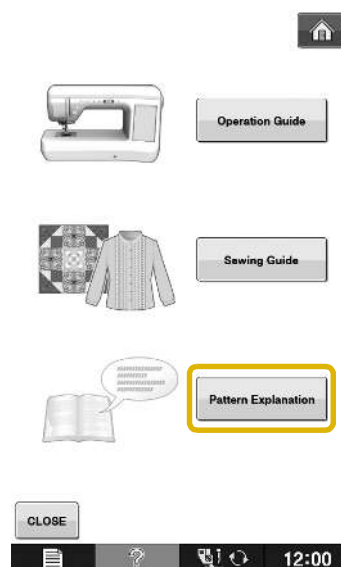 Operation Guide
Sewing Guide
Pattern Explanation
CLOSE
12:00